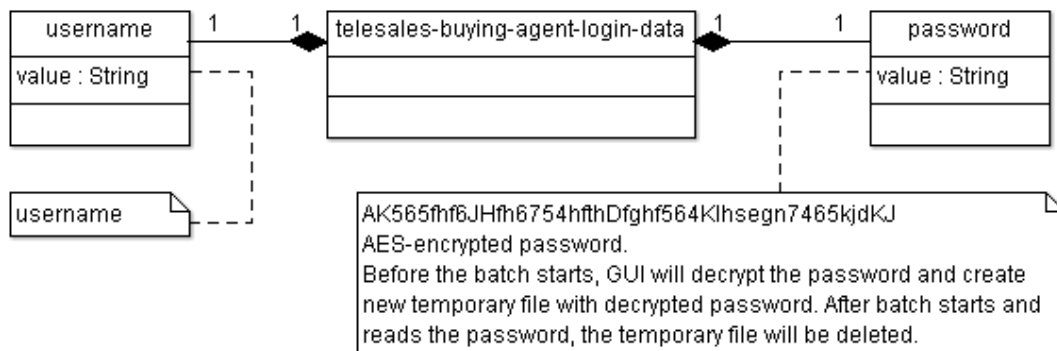 username
1
1
telesales-buying-agent-login-data
1
1
password
value : String
value : String
username
AK565fhf6JHfh6754hfthDfghf564KIhsegn7465kjdKJ
AES-encrypted password.
Before the batch starts, GUI will decrypt the password and create
new temporary file with decrypted password. After batch starts and
reads the password, the temporary file will be deleted.